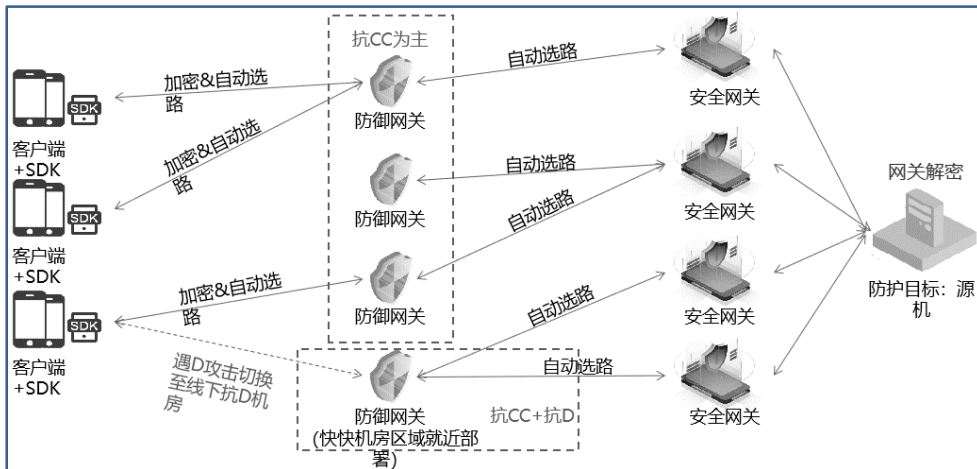 抗CC为主
加密&自动选
路
SDK
客户端
+SDK
防御网关
自动选路
安全网关
加密&自动选
路
SDK
客户端
+SDK
防御网关
自动选路
安全网关
自动选路
网关解密
防护目标：源
机
加密&自动选
路
SDK
客户端
+SDK
防御网关
自动选路
安全网关
遇D攻击切换
至线下抗D机
房
防御网关
(快快机房区域就近部
署)
抗CC+抗D
自动选路
安全网关